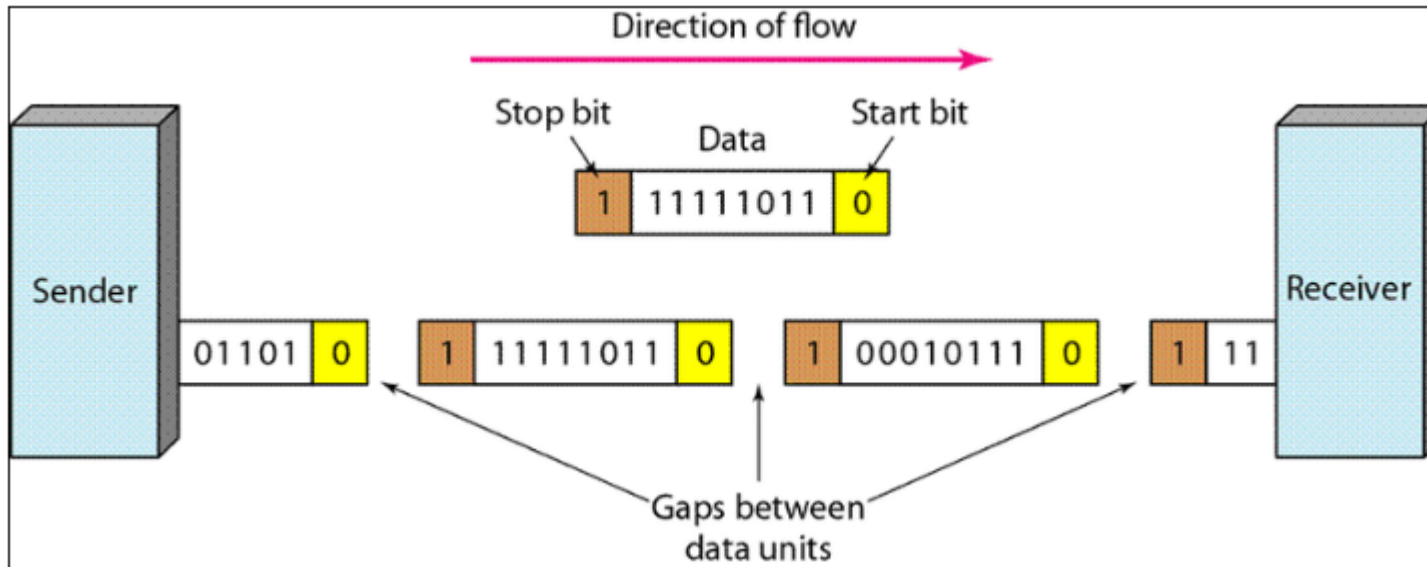 Direction of flow
Stop bit
Start bit
Data
1 11111011 0
Sender
Receiver
01101 0 1 11111011 0 1 00010111 0 1 11
Gaps between
data units